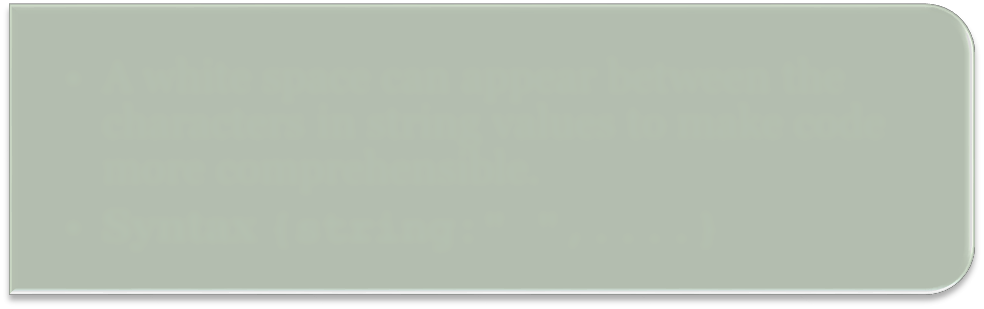 • A white space can appear between the
characters in string values to make code
more comprehensible.
• Syntax {string:" ",....}